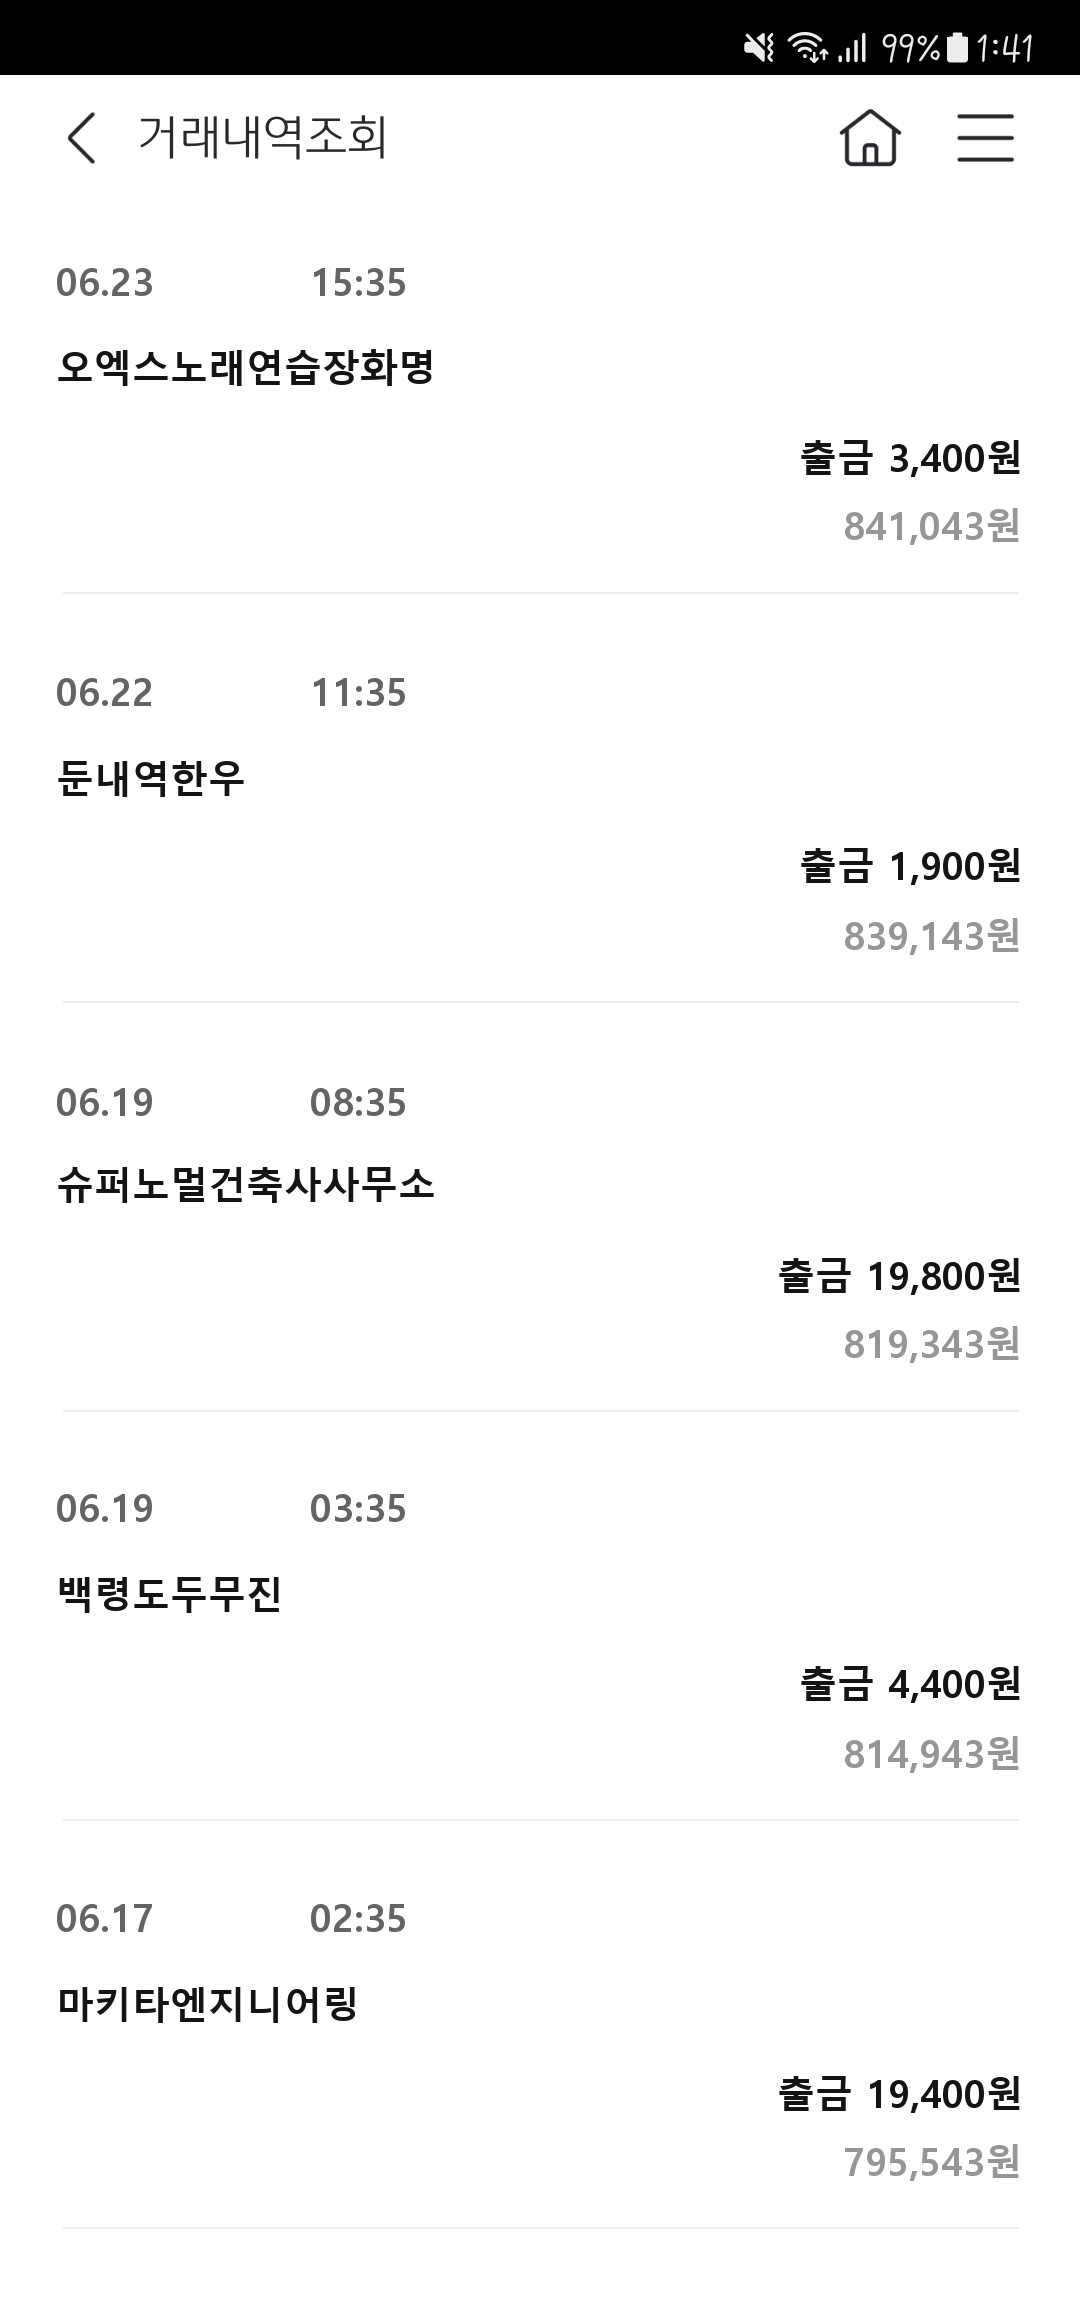 99% 1:41
거래내역조회
06.23 15:35
오엑스노래연습장화명
출금 3,400원
841,043원
06.22 11:35
둔내역한우
출금 1,900원
839,143원
06.19 08:35
슈퍼노멀건축사사무소
출금 19,800원
819,343원
06.19 03:35
백령도두무진
출금 4,400원
814,943원
06.17 02:35
마키타엔지니어링
출금 19,400원
795,543원